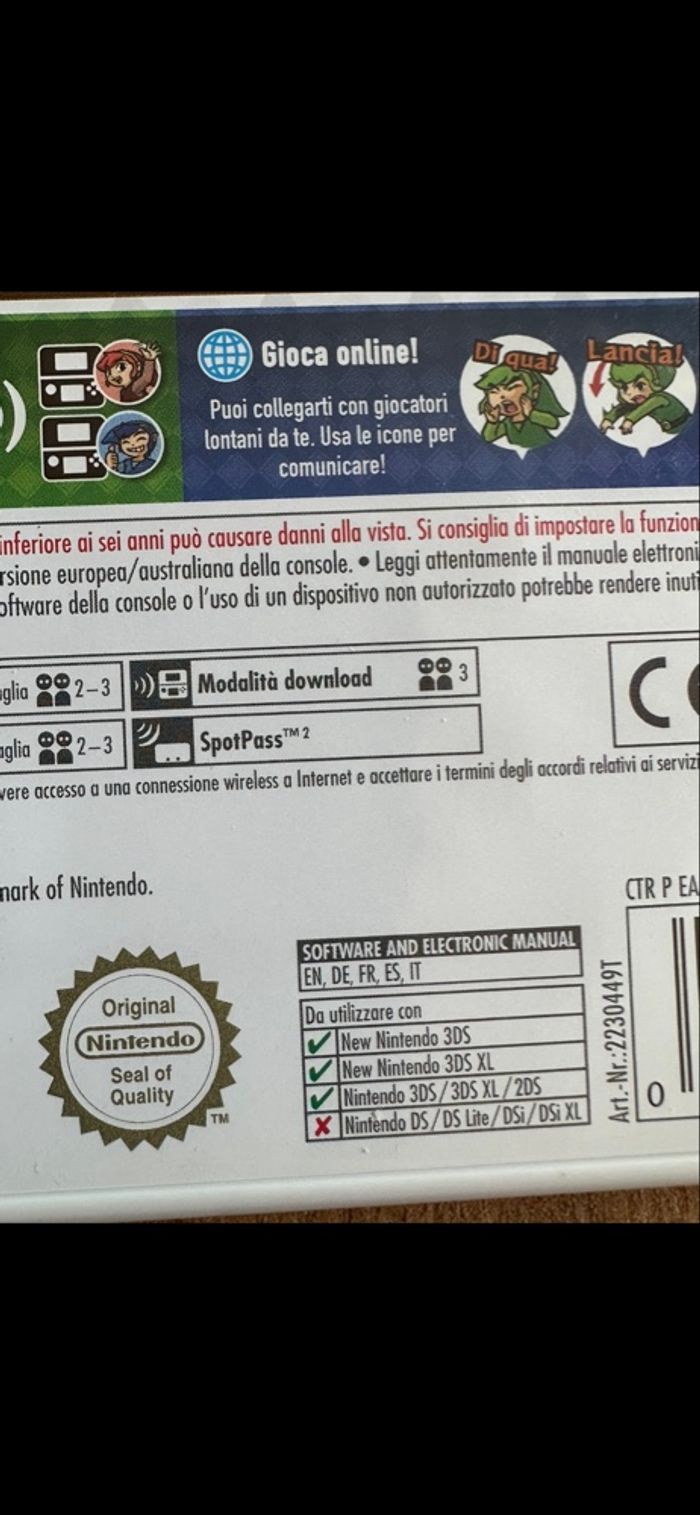 Gioca online!
Di qua!
Lancia!
Puoi collegarti con giocatori
lontani da te. Usa le icone per
comunicare!
inferiore ai sei anni può causare danni alla vista. Si consiglia di impostare la funzion
rsione europea/australiana della console. • Leggi attentamente il manuale elettroni
oftware della console o l'uso di un dispositivo non autorizzato potrebbe rendere inuti
glia 2–3
Modalità download 3
CE
aglia 2–3
SpotPass™ 2
vere accesso a una connessione wireless a Internet e accettare i termini degli accordi relativi ai servizi
mark of Nintendo.
CTR P EA
Original
Nintendo
Seal of
Quality
TM
SOFTWARE AND ELECTRONIC MANUAL
EN, DE, FR, ES, IT
Da utilizzare con
New Nintendo 3DS
New Nintendo 3DS XL
Nintendo 3DS/3DS XL/2DS
Nintendo DS/DS Lite/DSi/DSi XL
Art.-Nr.:2230449T
0